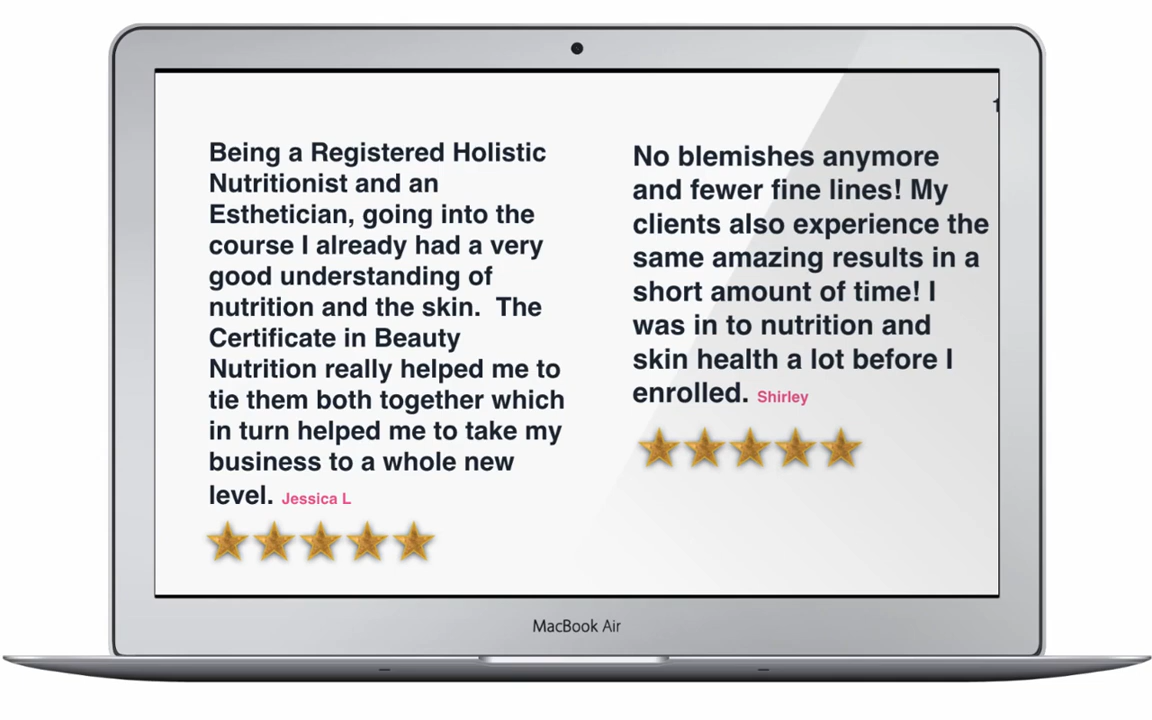 Being a Registered Holistic
Nutritionist and an
Esthetician, going into the
course I already had a very
good understanding of
nutrition and the skin.  The
Certificate in Beauty
Nutrition really helped me to
tie them both together which
in turn helped me to take my
business to a whole new
level. Jessica L
No blemishes anymore
and fewer fine lines! My
clients also experience the
same amazing results in a
short amount of time! I
was in to nutrition and
skin health a lot before I
enrolled. Shirley
MacBook Air